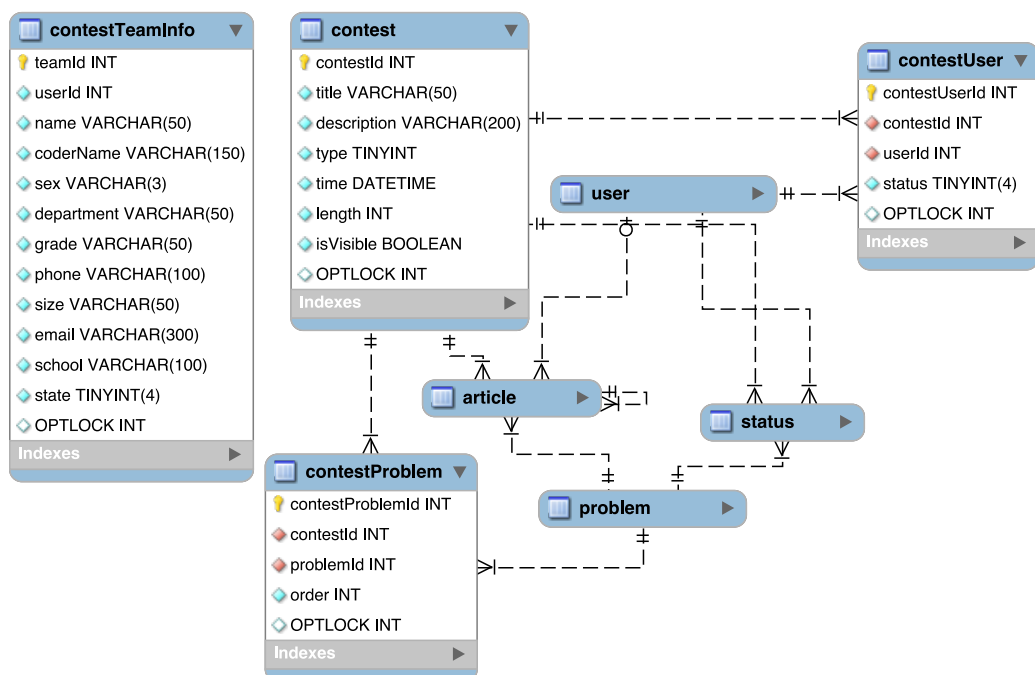 contestTeamInfo
teamId INT
userId INT
name VARCHAR(50)
coderName VARCHAR(150)
sex VARCHAR(3)
department VARCHAR(50)
grade VARCHAR(50)
phone VARCHAR(100)
size VARCHAR(50)
email VARCHAR(300)
school VARCHAR(100)
state TINYINT(4)
OPTLOCK INT
Indexes
contest
contestId INT
title VARCHAR(50)
description VARCHAR(200)
type TINYINT
time DATETIME
length INT
isVisible BOOLEAN
OPTLOCK INT
Indexes
contestUser
contestUserId INT
contestId INT
userId INT
status TINYINT(4)
OPTLOCK INT
Indexes
user
article
status
contestProblem
contestProblemId INT
contestId INT
problemId INT
order INT
OPTLOCK INT
Indexes
problem